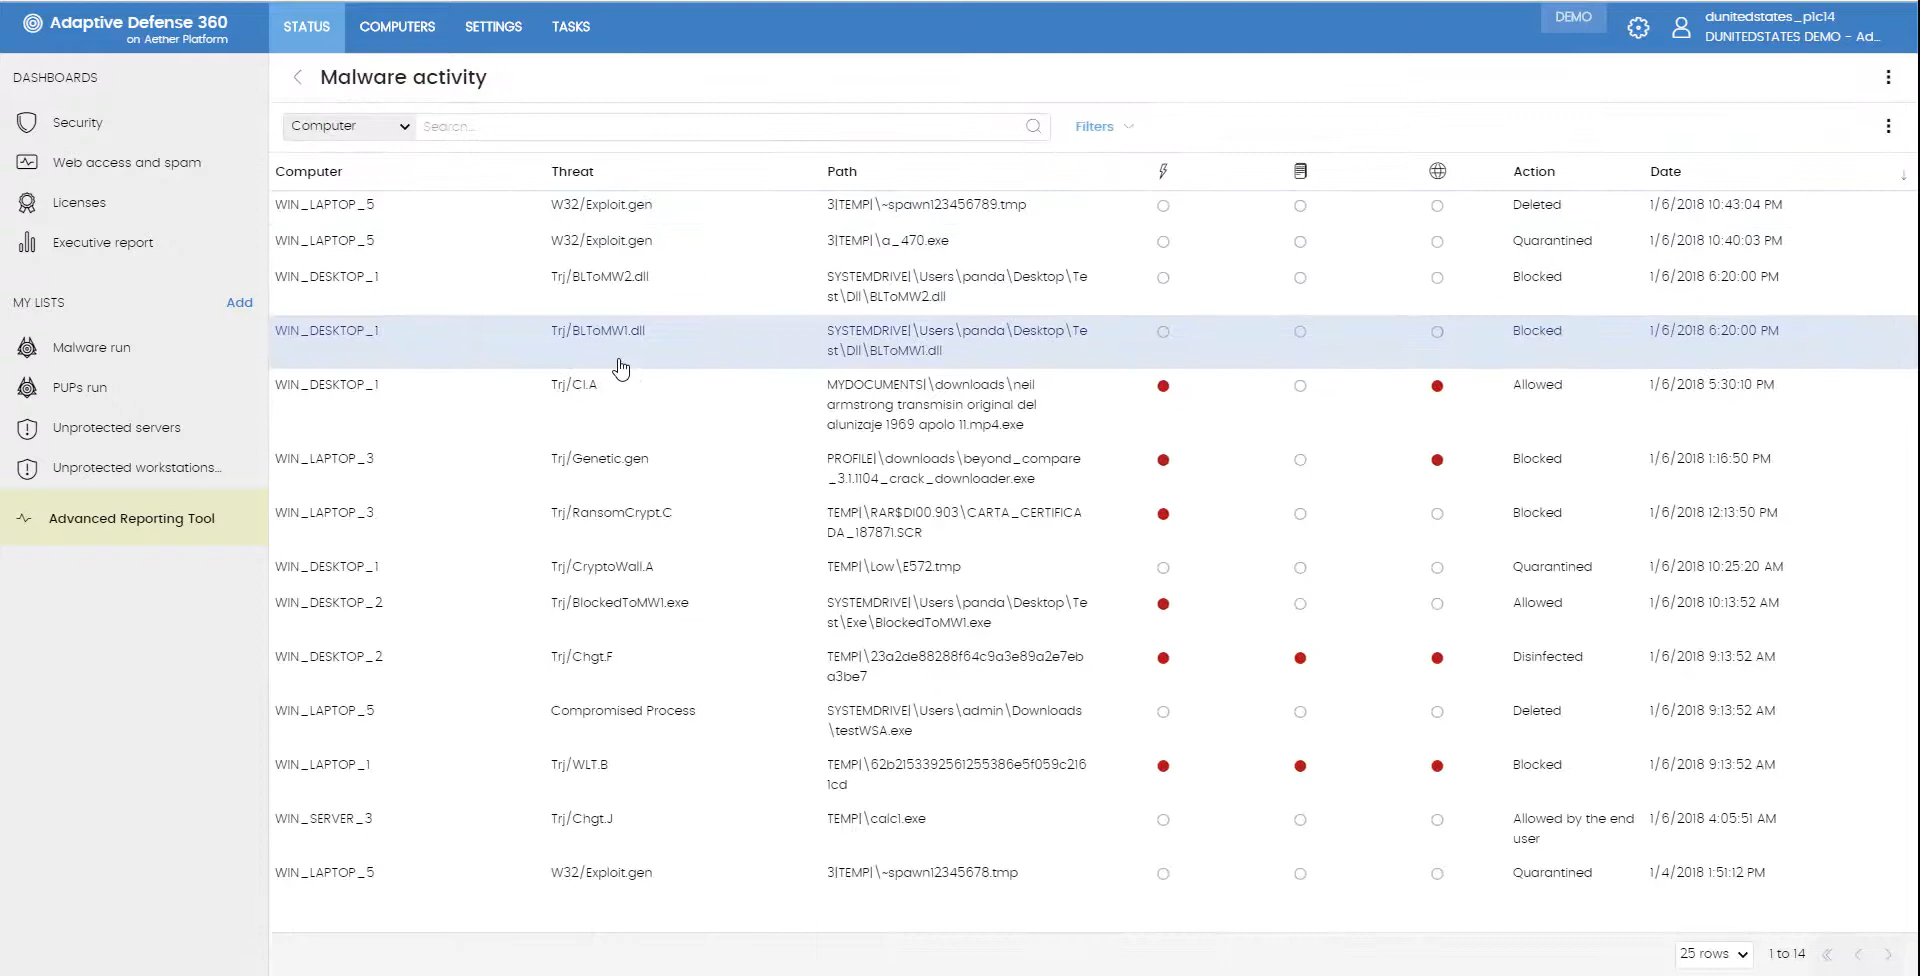 Adaptive Defense 360
on Aether Platform
STATUS
COMPUTERS
SETTINGS
TASKS
DEMO
dunitedstates_p1c14
DUNITEDSTATES DEMO - Ad...
DASHBOARDS
Security
Web access and spam
Licenses
Executive report
MY LISTS
Add
Malware run
PUPs run
Unprotected servers
Unprotected workstations...
Advanced Reporting Tool
Malware activity
Computer
Search...
Filters
Computer Threat Path Action Date
WIN_LAPTOP_5 W32/Exploit.gen 3|TEMP|\~spawn123456789.tmp Deleted 1/6/2018 10:43:04 PM
WIN_LAPTOP_5 W32/Exploit.gen 3|TEMP|\a_470.exe Quarantined 1/6/2018 10:40:03 PM
WIN_DESKTOP_1 Trj/BLToMW2.dll SYSTEMDRIVE|\Users\panda\Desktop\Te Blocked 1/6/2018 6:20:00 PM
st\Dll\BLToMW2.dll
WIN_DESKTOP_1 Trj/BLToMW1.dll SYSTEMDRIVE|\Users\panda\Desktop\Te Blocked 1/6/2018 6:20:00 PM
st\Dll\BLToMW1.dll
WIN_DESKTOP_1 Trj/CI.A MYDOCUMENTS|\downloads\neil Allowed 1/6/2018 5:30:10 PM
armstrong transmisin original del
alunizaje 1969 apolo 11.mp4.exe
WIN_LAPTOP_3 Trj/Genetic.gen PROFILE|\downloads\beyond_compare Blocked 1/6/2018 1:16:50 PM
_3.1.1104_crack_downloader.exe
WIN_LAPTOP_3 Trj/RansomCrypt.C TEMP|\RAR$DI00.903\CARTA_CERTIFICA Blocked 1/6/2018 12:13:50 PM
DA_187871.SCR
WIN_DESKTOP_1 Trj/CryptoWall.A TEMP|\Low\E572.tmp Quarantined 1/6/2018 10:25:20 AM
WIN_DESKTOP_2 Trj/BlockedToMW1.exe SYSTEMDRIVE|\Users\panda\Desktop\Te Allowed 1/6/2018 10:13:52 AM
st\Exe\BlockedToMW1.exe
WIN_DESKTOP_2 Trj/Chgt.F TEMP|\23a2de88288f64c9a3e89a2e7eb Disinfected 1/6/2018 9:13:52 AM
a3be7
WIN_LAPTOP_5 Compromised Process SYSTEMDRIVE|\Users\admin\Downloads Deleted 1/6/2018 9:13:52 AM
\testWSA.exe
WIN_LAPTOP_1 Trj/WLT.B TEMP|\62b2153392561255386e5f059c216 Blocked 1/6/2018 9:13:52 AM
1cd
WIN_SERVER_3 Trj/Chgt.J TEMP|\calc1.exe Allowed by the end 1/6/2018 4:05:51 AM
user
WIN_LAPTOP_5 W32/Exploit.gen 3|TEMP|\~spawn12345678.tmp Quarantined 1/4/2018 1:51:12 PM
25 rows 1 to 14